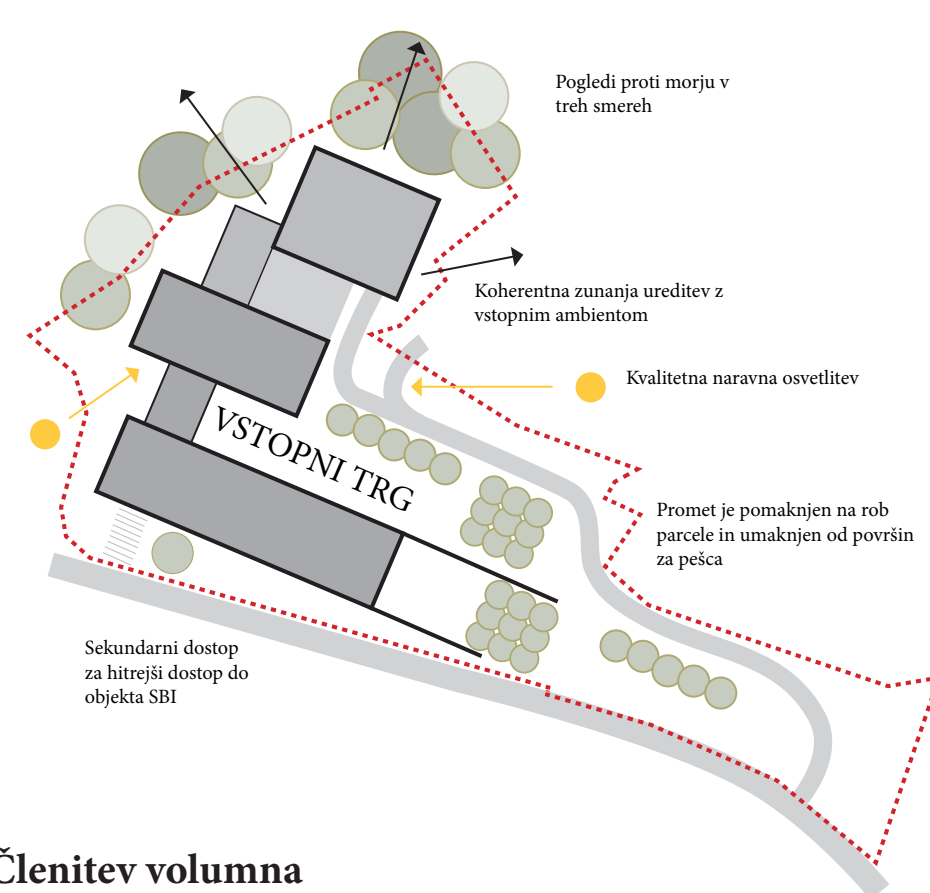 Pogledi proti morju v
treh smereh
Koherentna zunanja ureditev z
vstopnim ambientom
Kvalitetna naravna osvetlitev
VSTOPNI TRG
Promet je pomaknjen na rob
parcele in umaknjen od površin
za pešca
Sekundarni dostop
za hitrejši dostop do
objekta SBI
Členitev volumna